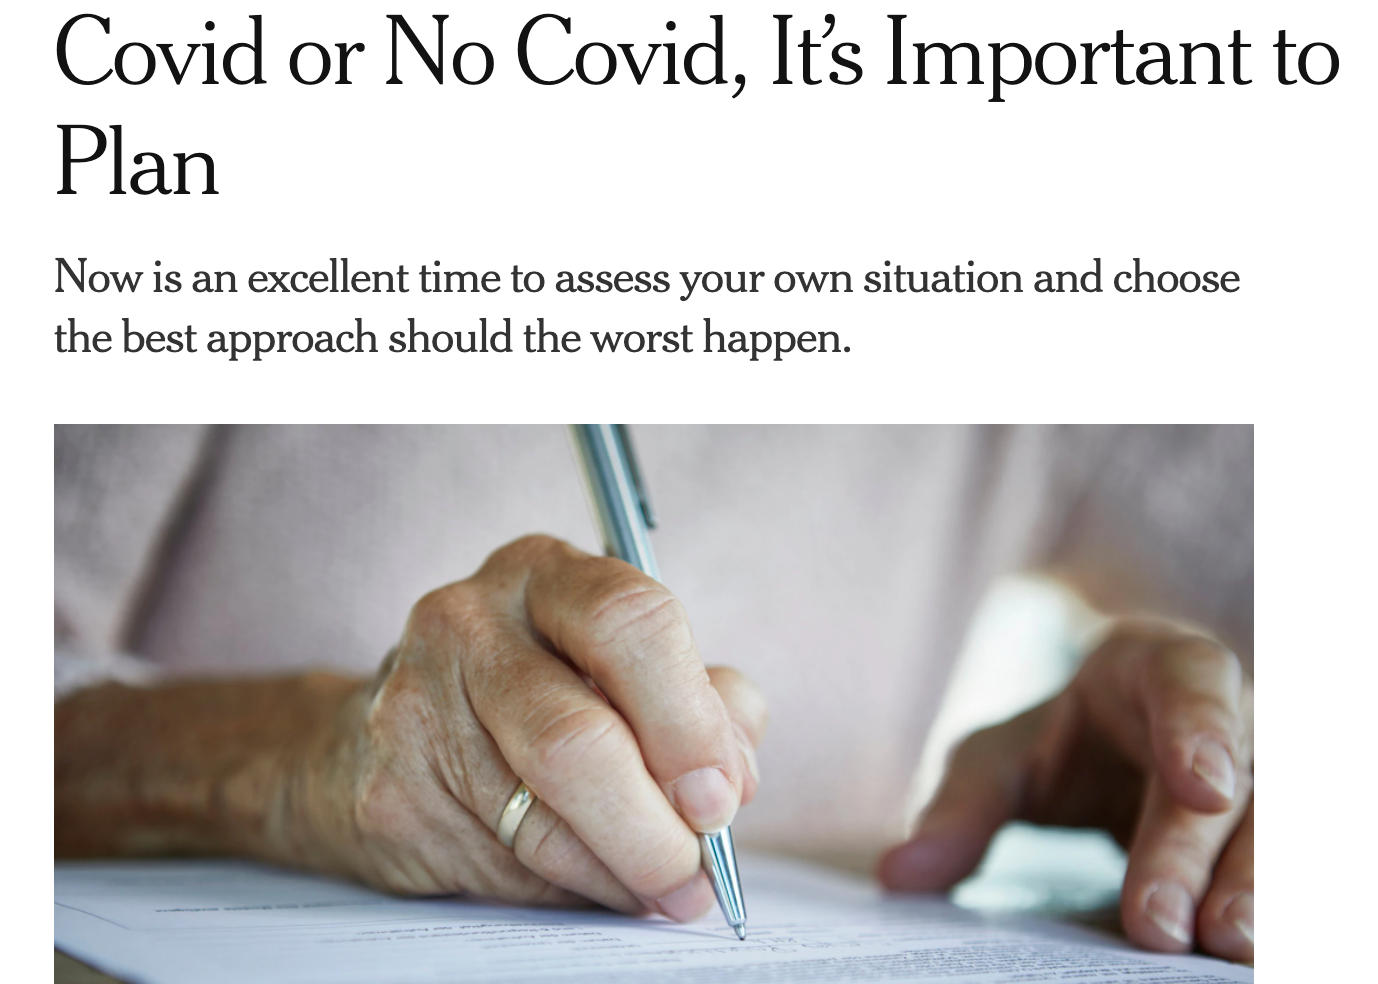 Covid or No Covid, It’s Important to
Plan
Now is an excellent time to assess your own situation and choose
the best approach should the worst happen.